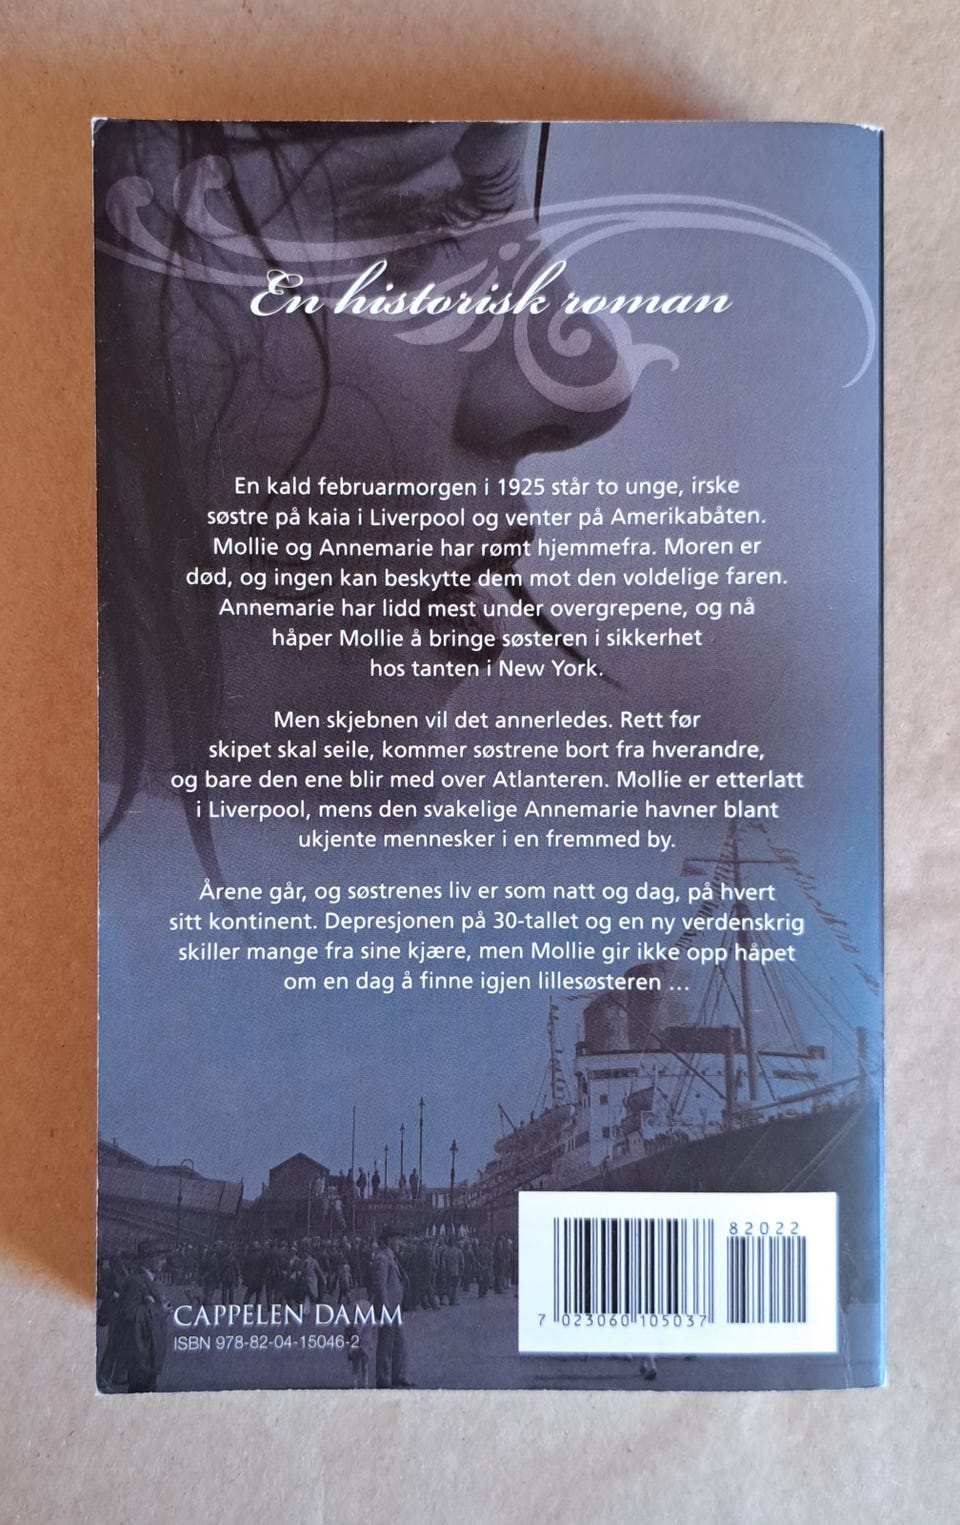 En historisk roman
En kald februarmorgen i 1925 står to unge, irske
søstre på kaia i Liverpool og venter på Amerikabåten.
Mollie og Annemarie har rømt hjemmefra. Moren er
død, og ingen kan beskytte dem mot den voldelige faren.
Annemarie har lidd mest under overgrepene, og nå
håper Mollie å bringe søsteren i sikkerhet
hos tanten i New York.
Men skjebnen vil det annerledes. Rett før
skipet skal seile, kommer søstrene bort fra hverandre,
og bare den ene blir med over Atlanteren. Mollie er etterlatt
i Liverpool, mens den svakelige Annemarie havner blant
ukjente mennesker i en fremmed by.
Årene går, og søstrenes liv er som natt og dag, på hvert
sitt kontinent. Depresjonen på 30-tallet og en ny verdenskrig
skiller mange fra sine kjære, men Mollie gir ikke opp håpet
om en dag å finne igjen lillesøsteren ...
CAPPELEN DAMM
ISBN 978-82-04-15046-2
82022
7 023060 105037